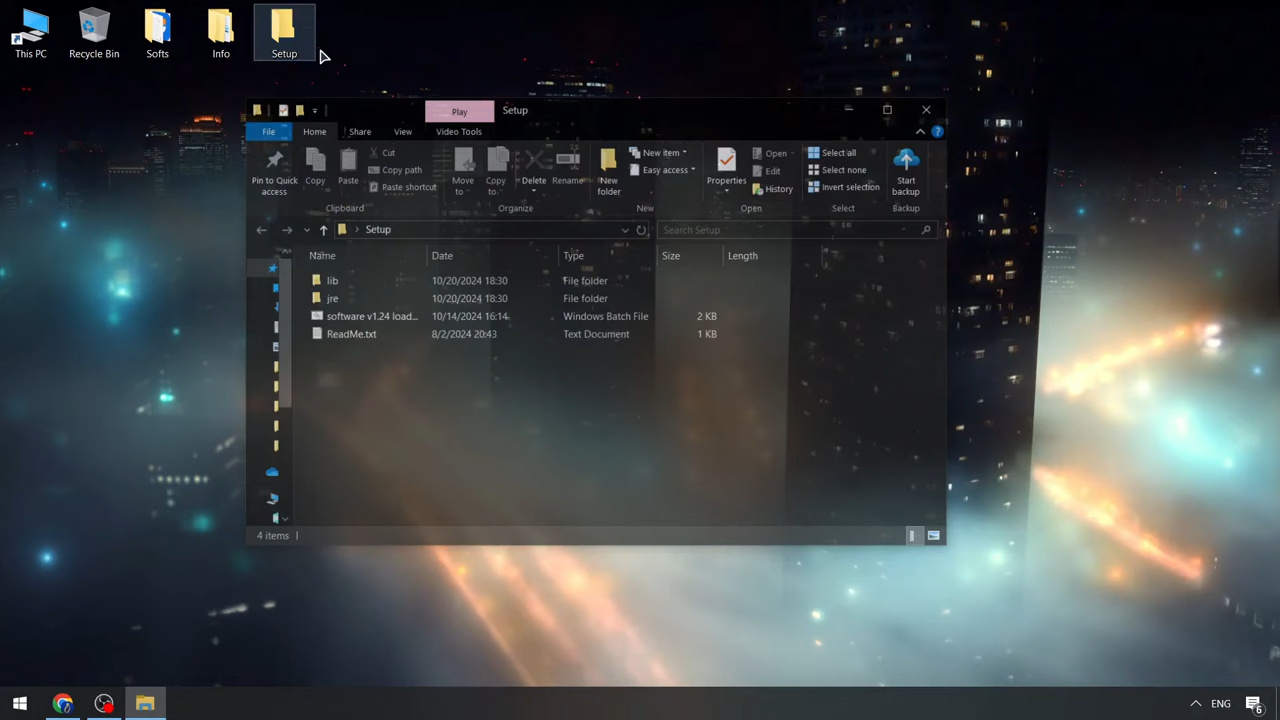 This PC
Recycle Bin
Softs
Info
Setup
Play
Setup
File
Home
Share
View
Video Tools
Pin to Quick access
Copy
Paste
Cut
Copy path
Paste shortcut
Clipboard
Move to
Copy to
Delete
Rename
Organize
New folder
New item
Easy access
New
Properties
Open
Edit
History
Open
Select all
Select none
Invert selection
Select
Start backup
Backup
Setup
Search Setup
Name Date Type Size Length
lib 10/20/2024 18:30 File folder
jre 10/20/2024 18:30 File folder
software v1.24 load... 10/14/2024 16:14 Windows Batch File 2 KB
ReadMe.txt 8/2/2024 20:43 Text Document 1 KB
4 items
ENG
6